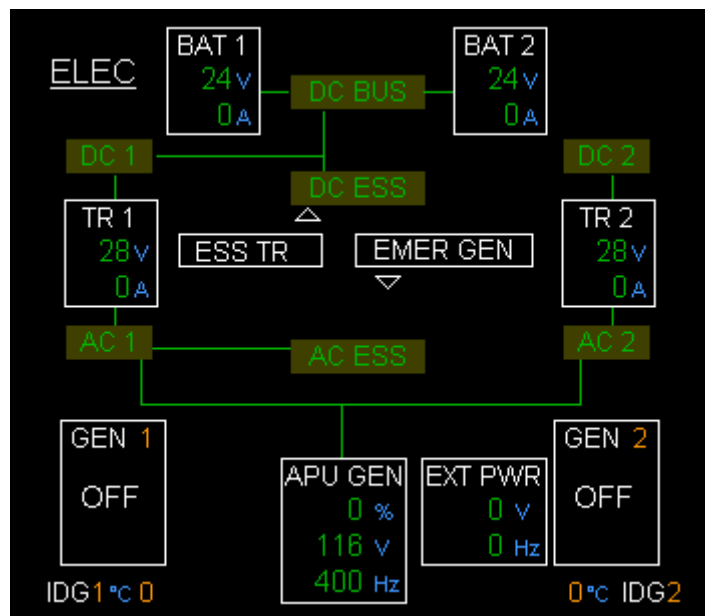 ELEC
BAT 1
24 V
0 A
DC BUS
BAT 2
24 V
0 A
DC 1
DC ESS
DC 2
TR 1
28 V
0 A
ESS TR
EMER GEN
TR 2
28 V
0 A
AC 1
AC ESS
AC 2
GEN 1
OFF
APU GEN
0 %
116 V
400 Hz
EXT PWR
0 V
0 Hz
GEN 2
OFF
IDG1 °C 0
0 °C IDG2